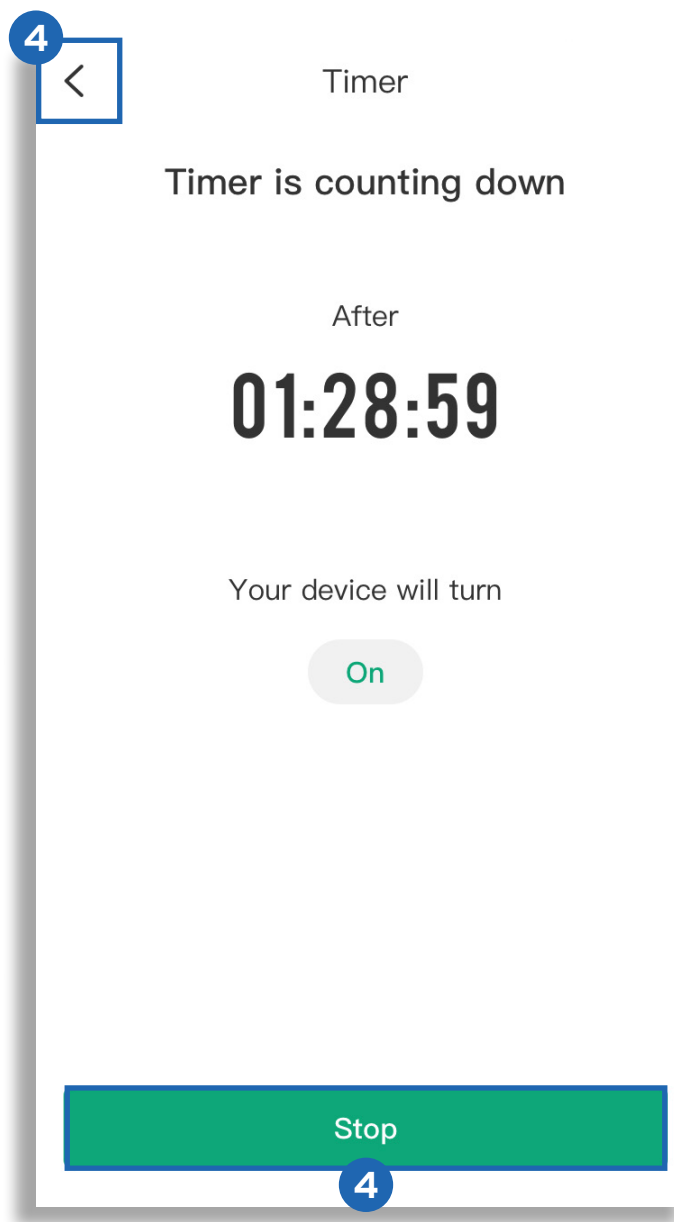 4
Timer
Timer is counting down
After
01:28:59
Your device will turn
On
Stop
4